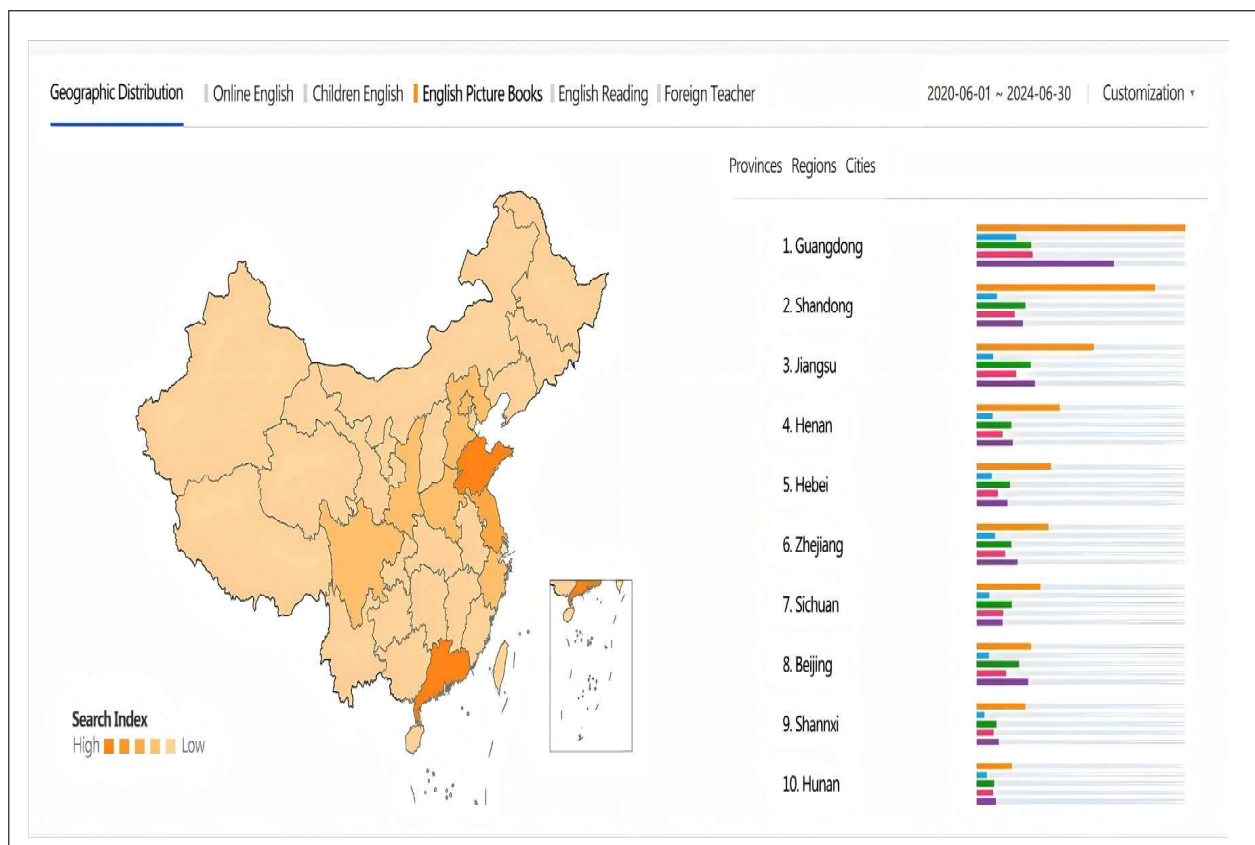 Geographic Distribution Online English Children English English Picture Books English Reading Foreign Teacher 2020-06-01 ~ 2024-06-30 Customization
Provinces Regions Cities
1. Guangdong
2. Shandong
3. Jiangsu
4. Henan
5. Hebei
6. Zhejiang
7. Sichuan
8. Beijing
9. Shannxi
10. Hunan
Search Index
High Low